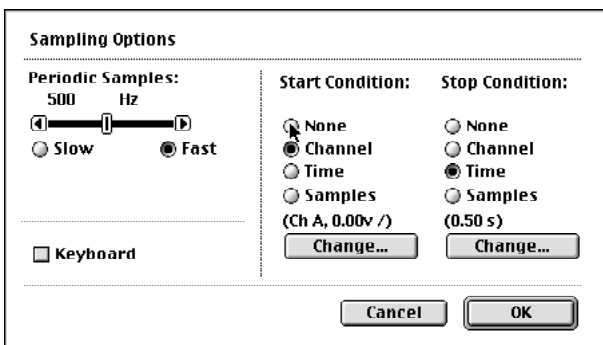 Sampling Options
Periodic Samples:
500 Hz
Slow Fast
Keyboard
Start Condition:
None
Channel
Time
Samples
(Ch A, 0.00v /)
Change...
Stop Condition:
None
Channel
Time
Samples
(0.50 s)
Change...
Cancel OK